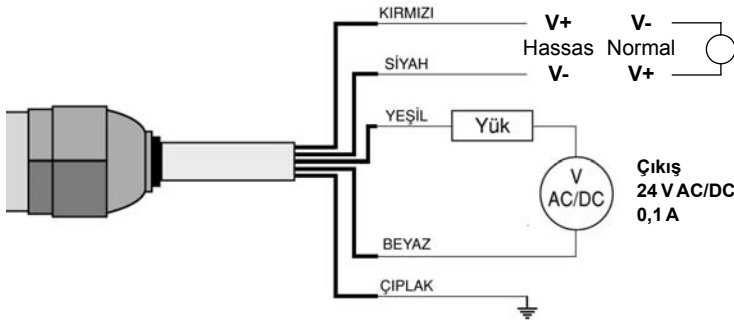 KIRMIZI
V+ V-
Hassas Normal
SİYAH
V- V+
YEŞİL
Yük
V
AC/DC
Çıkış
24 V AC/DC
0,1 A
BEYAZ
ÇIPLAK